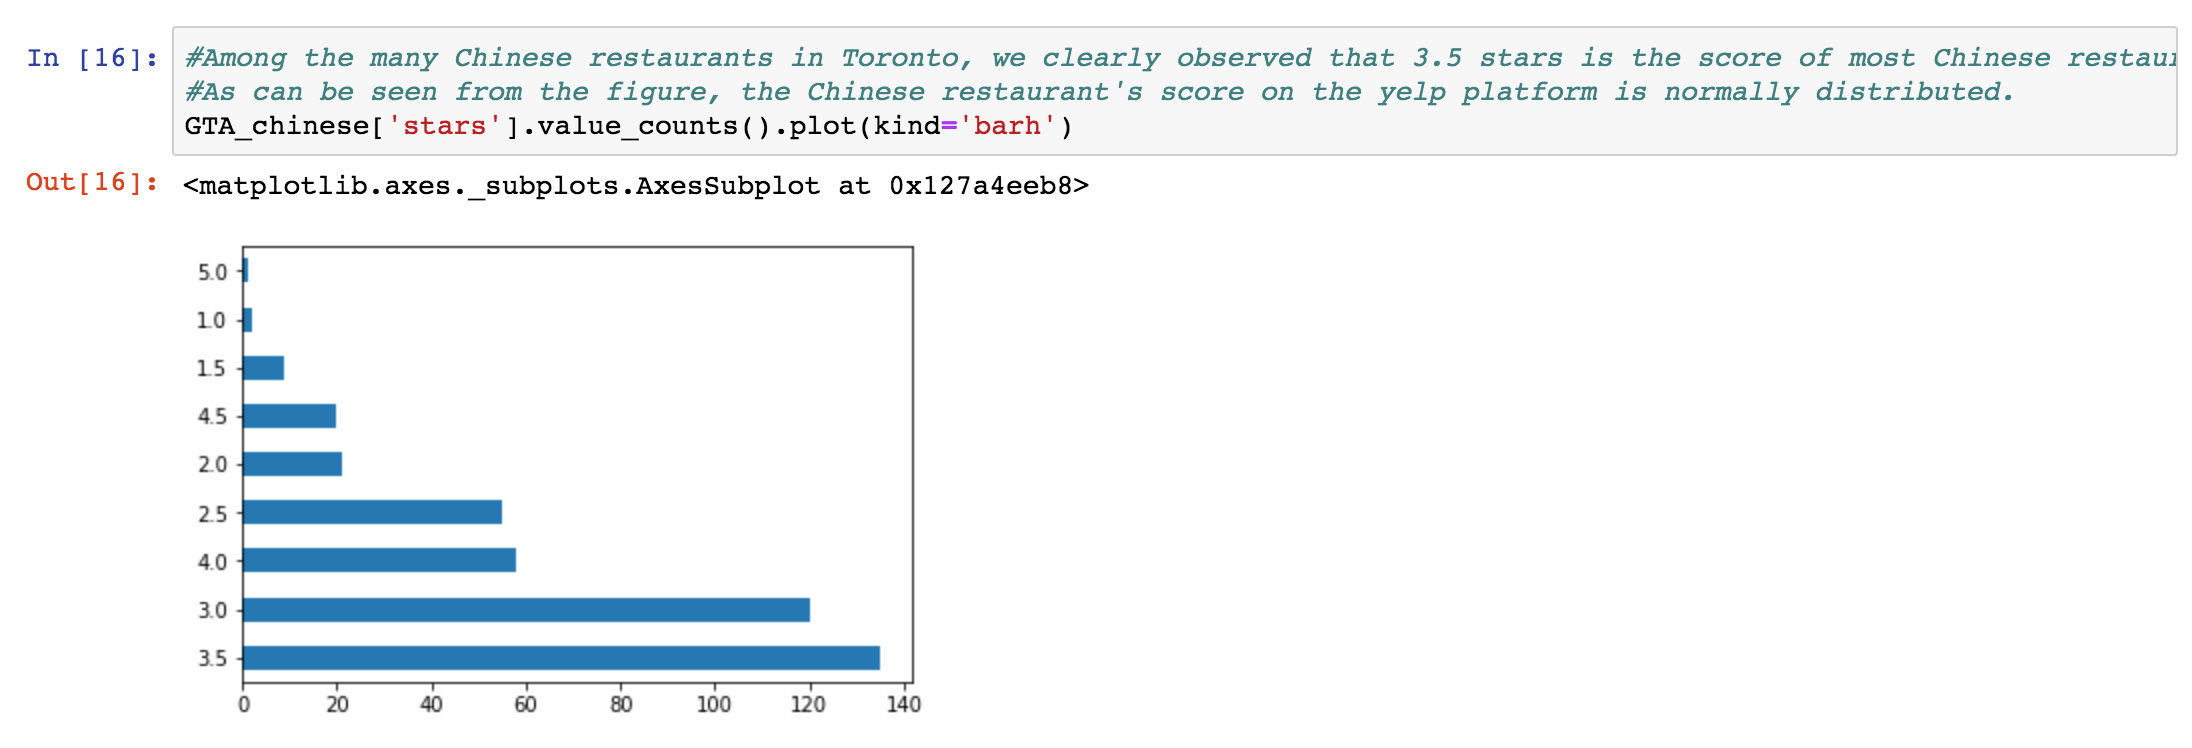 In [16]: #Among the many Chinese restaurants in Toronto, we clearly observed that 3.5 stars is the score of most Chinese
#As can be seen from the figure, the Chinese restaurant's score on the yelp platform is normally distributed.
GTA_chinese['stars'].value_counts().plot(kind='barh')
Out[16]: <matplotlib.axes._subplots.AxesSubplot at 0x127a4eeb8>
5.0
1.0
1.5
4.5
2.0
2.5
4.0
3.0
3.5
0 20 40 60 80 100 120 140